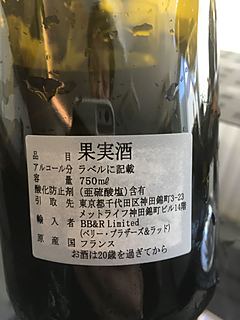 品目 果実酒
アルコール分 ラベルに記載
容量 750mℓ
酸化防止剤(亜硫酸塩)含有
引取先 東京都千代田区神田錦町3-23
メットライフ神田錦町ビル14階
輸入者 BB&R Limited
(ベリー・ブラザーズ&ラッド)
原産国 フランス
お酒は20歳を過ぎてから